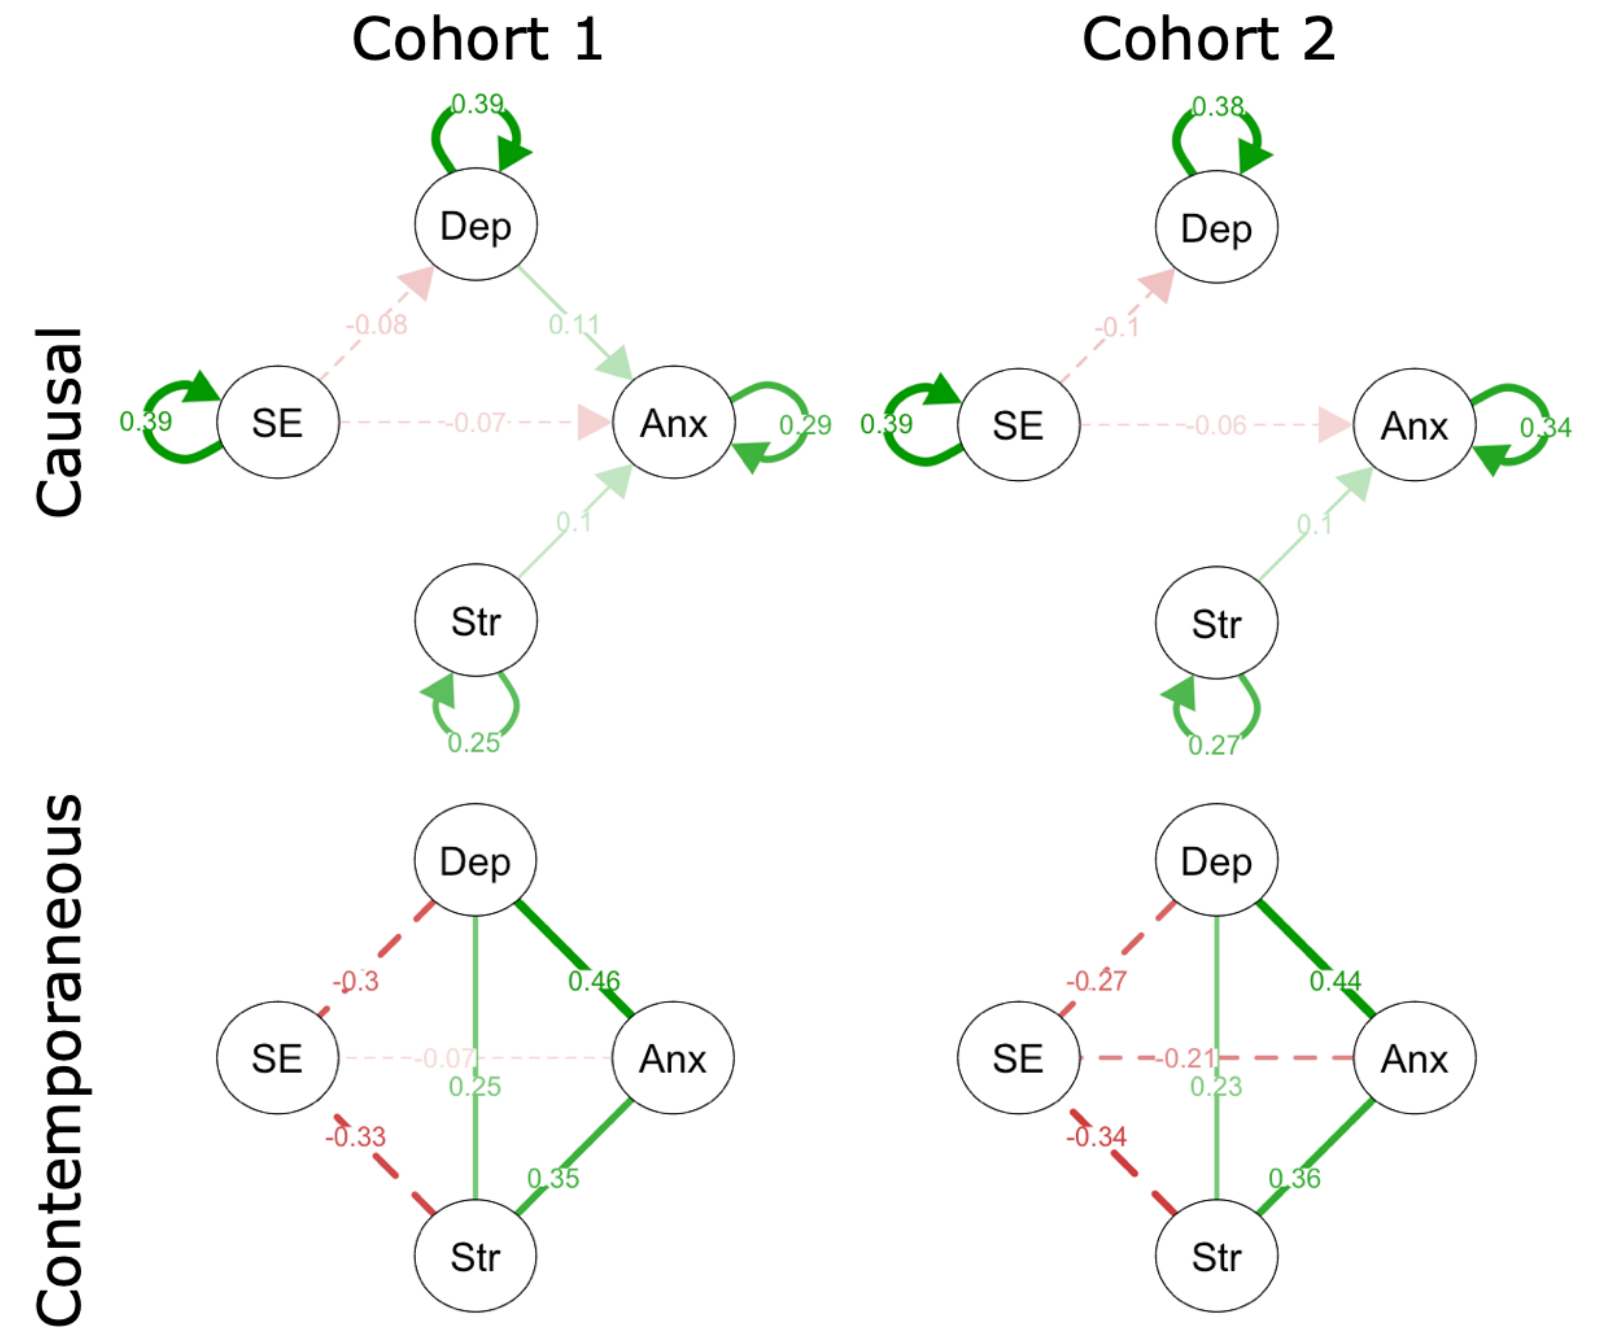 Cohort 1
Cohort 2
Causal
0.39
Dep
-0.08
0.11
0.39
SE
-0.07
Anx
0.29
0.1
Str
0.25
0.38
Dep
-0.1
0.39
SE
-0.06
Anx
0.34
0.1
Str
0.27
Contemporaneous
Dep
-0.3
0.46
SE
-0.07
Anx
0.25
-0.33
0.35
Str
Dep
-0.27
0.44
SE
-0.21
Anx
0.23
-0.34
0.36
Str